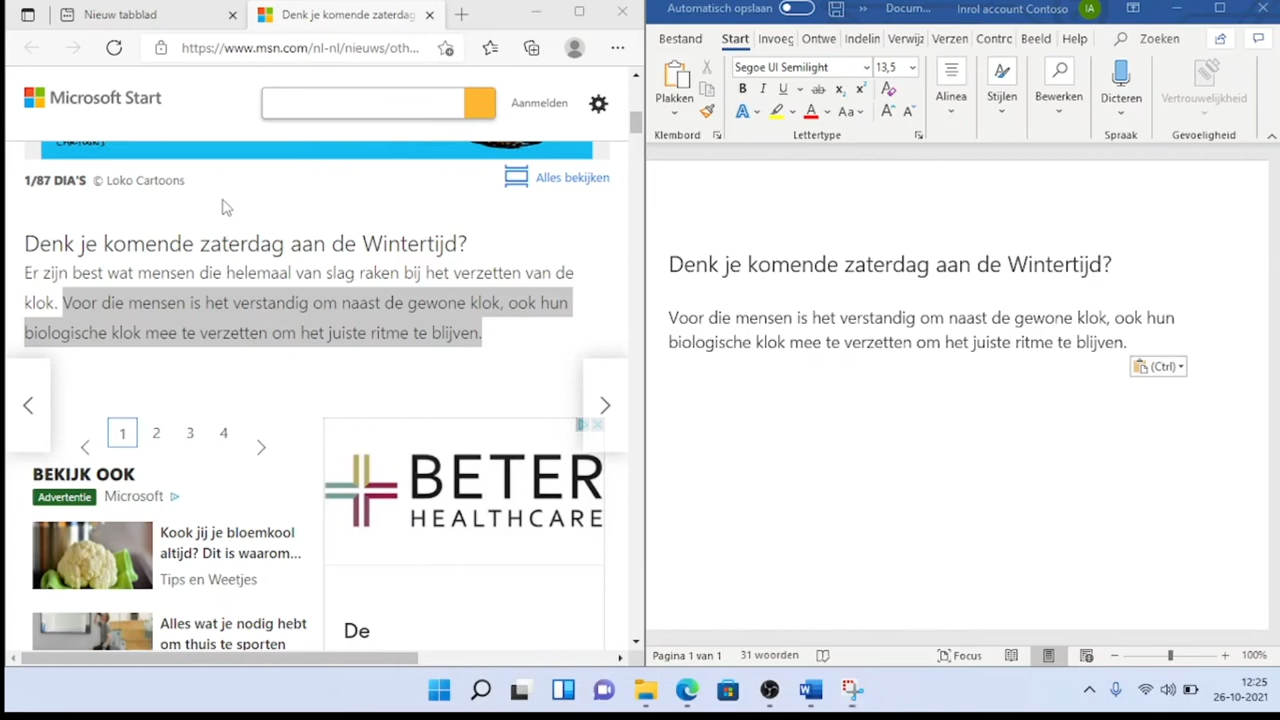 Nieuw tabblad
Denk je komende zaterdag
https://www.msn.com/nl-nl/nieuws/oth...
Microsoft Start
Aanmelden
1/87 DIA'S © Loko Cartoons
Alles bekijken
Denk je komende zaterdag aan de Wintertijd?
Er zijn best wat mensen die helemaal van slag raken bij het verzetten van de
klok. Voor die mensen is het verstandig om naast de gewone klok, ook hun
biologische klok mee te verzetten om het juiste ritme te blijven.
1 2 3 4
BEKIJK OOK
Advertentie Microsoft
Kook jij je bloemkool
altijd? Dit is waarom...
Tips en Weetjes
Alles wat je nodig hebt
om thuis te sporten
BETER
HEALTHCARE
De
Automatisch opslaan Docum... Inrol account Contoso IA
Bestand Start Invoeg Ontwe Indelin Verwij Verzen Contrc Beeld Help Zoeken
Segoe UI Semilight 13,5
B I U ab x₂ x² A
A A Aa A A
Plakken
Alinea
Stijlen
Bewerken
Dicteren
Vertrouwelijkheid
Klembord Lettertype Spraak Gevoeligheid
Denk je komende zaterdag aan de Wintertijd?
Voor die mensen is het verstandig om naast de gewone klok, ook hun
biologische klok mee te verzetten om het juiste ritme te blijven.
(Ctrl)
Pagina 1 van 1 31 woorden Focus 100%
12:25
26-10-2021